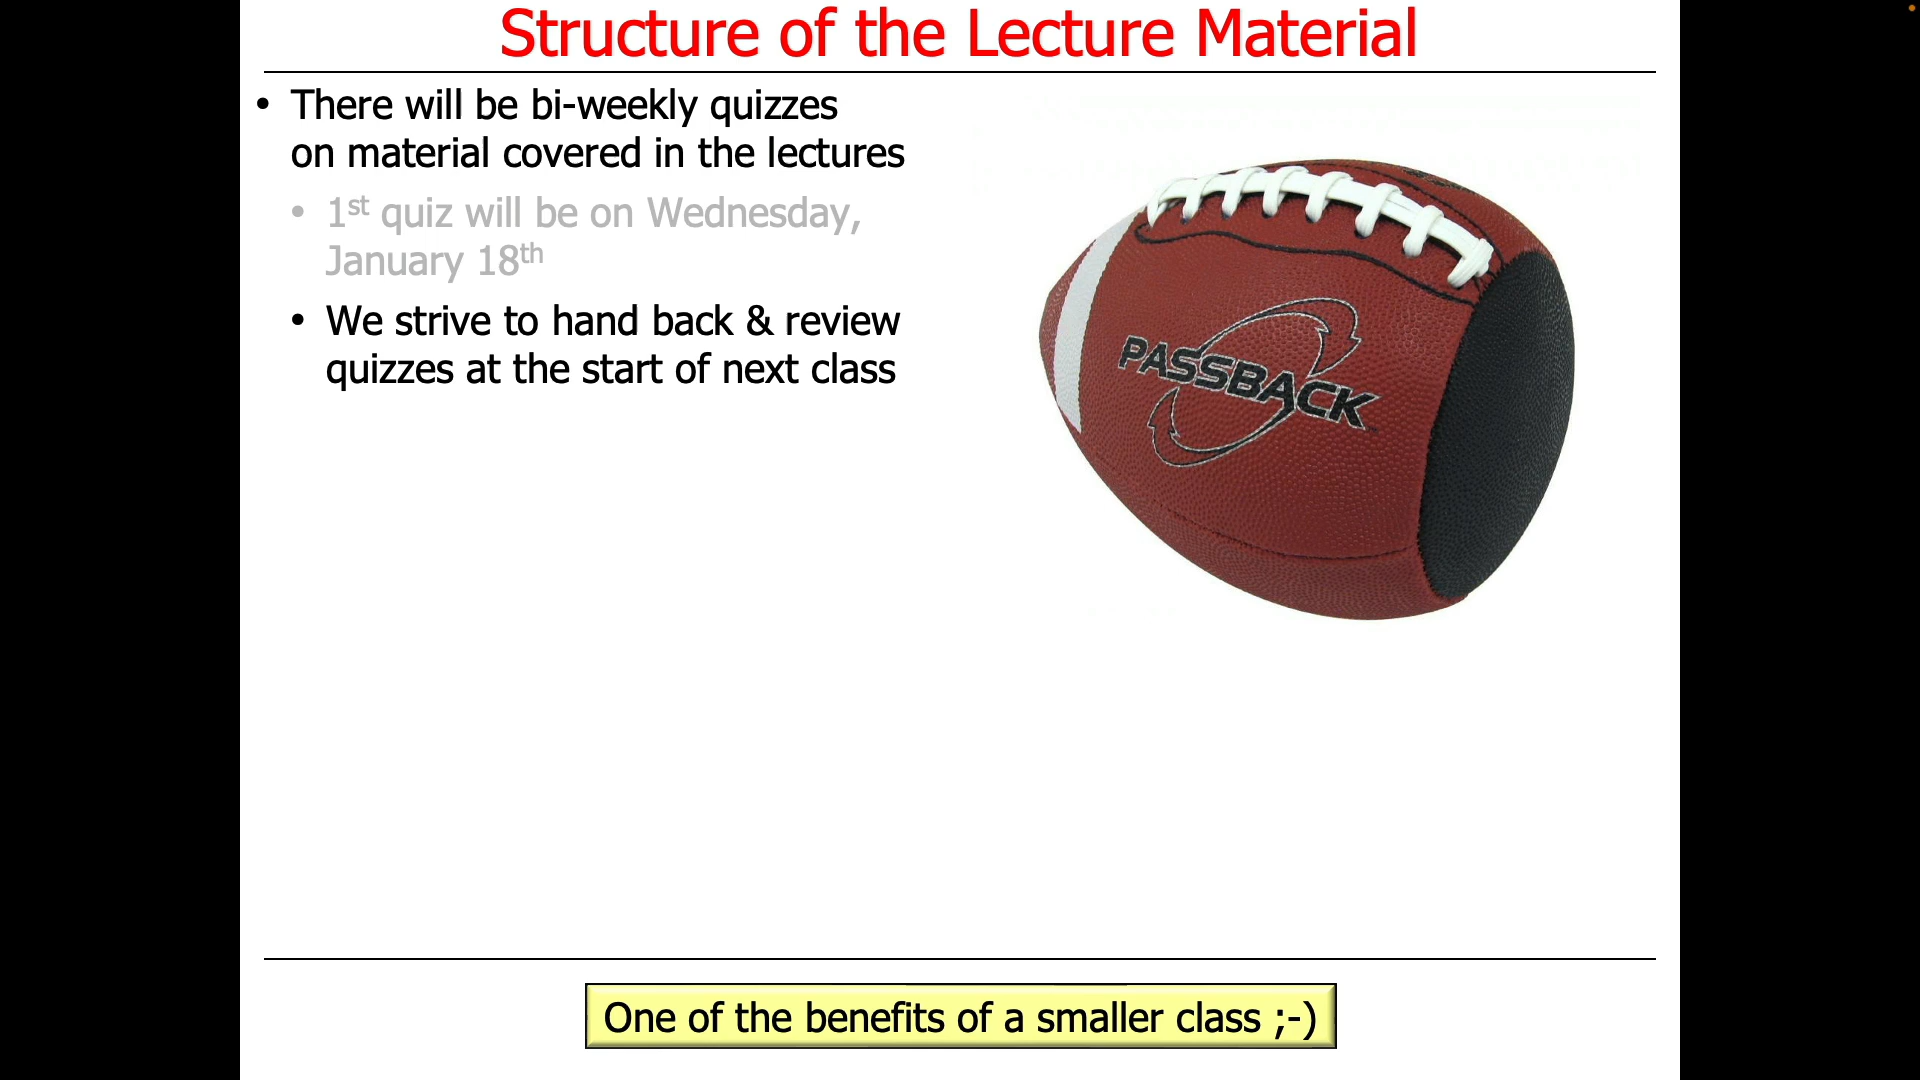 Structure of the Lecture Material
• There will be bi-weekly quizzes
on material covered in the lectures
• 1st quiz will be on Wednesday,
January 18th
• We strive to hand back & review
quizzes at the start of next class
PASSBACK
One of the benefits of a smaller class ;-)